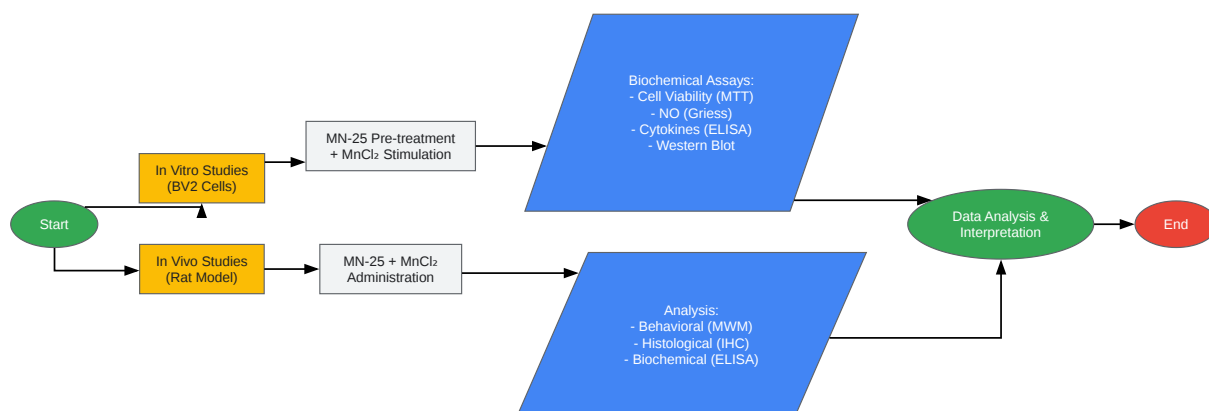 Start
In Vitro Studies
(BV2 Cells)
MN-25 Pre-treatment
+ MnCl₂ Stimulation
Biochemical Assays:
- Cell Viability (MTT)
- NO (Griess)
- Cytokines (ELISA)
- Western Blot
In Vivo Studies
(Rat Model)
MN-25 + MnCl₂
Administration
Analysis:
- Behavioral (MWM)
- Histological (IHC)
- Biochemical (ELISA)
Data Analysis &
Interpretation
End